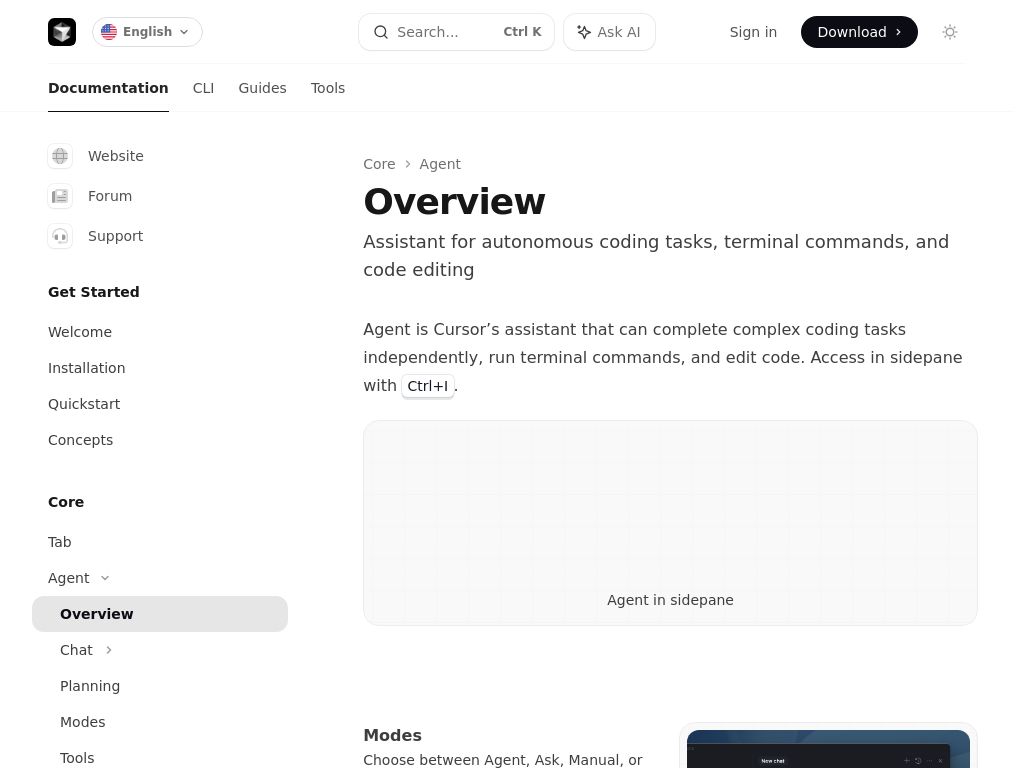 English
Search...
Ctrl K
Ask AI
Sign in
Download
Documentation
CLI
Guides
Tools
Website
Forum
Support
Get Started
Welcome
Installation
Quickstart
Concepts
Core
Tab
Agent
Overview
Chat
Planning
Modes
Tools
Core
Agent
Overview
Assistant for autonomous coding tasks, terminal commands, and
code editing
Agent is Cursor’s assistant that can complete complex coding tasks
independently, run terminal commands, and edit code. Access in sidepane
with Ctrl+I.
Agent in sidepane
Modes
Choose between Agent, Ask, Manual, or
New chat